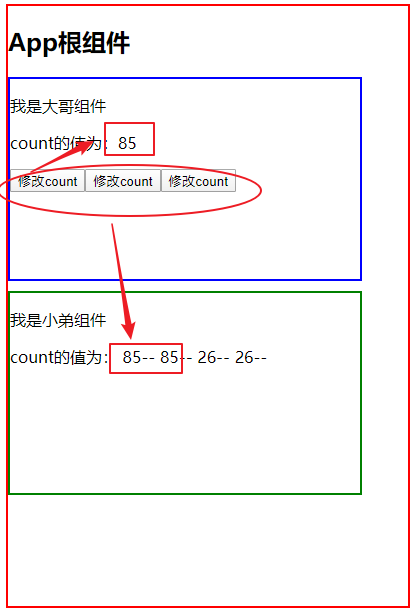 App根组件
我是大哥组件
count的值为: 85
修改count 修改count 修改count
我是小弟组件
count的值为: 85-- 85-- 26-- 26--